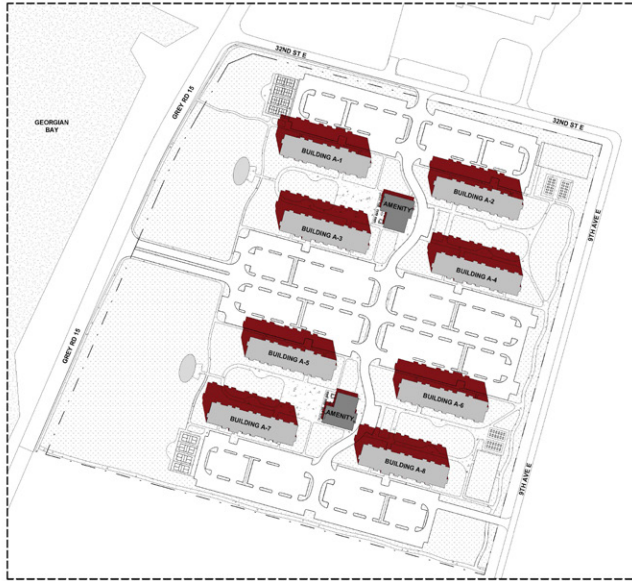 32ND ST E
32ND ST E
GREY RD 15
GEORGIAN
BAY
BUILDING A-1
BUILDING A-2
AMENITY
BUILDING A-3
BUILDING A-4
9TH AVE E
GREY RD 15
BUILDING A-5
BUILDING A-6
BUILDING A-7
AMENITY
BUILDING A-8
9TH AVE E